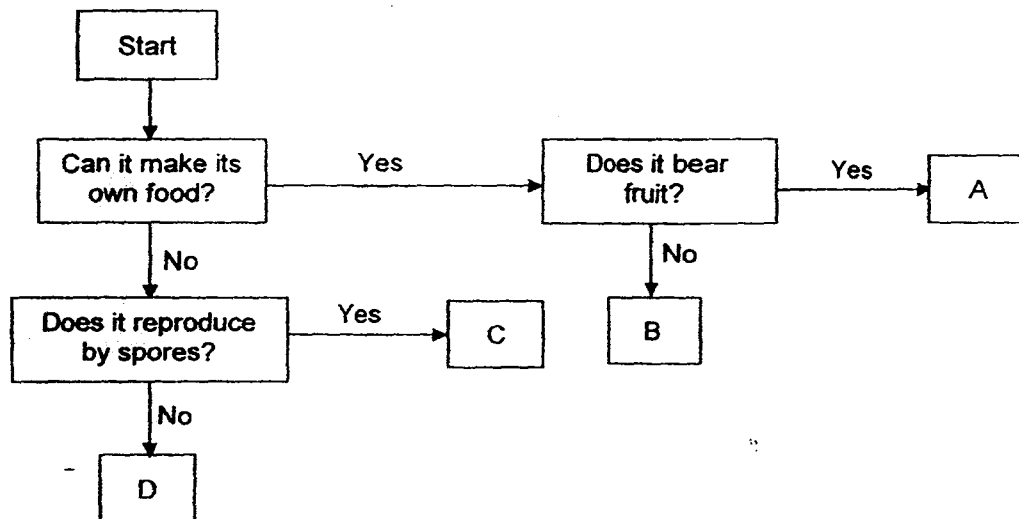 Start
Can it make its
own food?
Yes
Does it bear
fruit?
Yes
A
No
No
Does it reproduce
by spores?
Yes
C
B
No
D